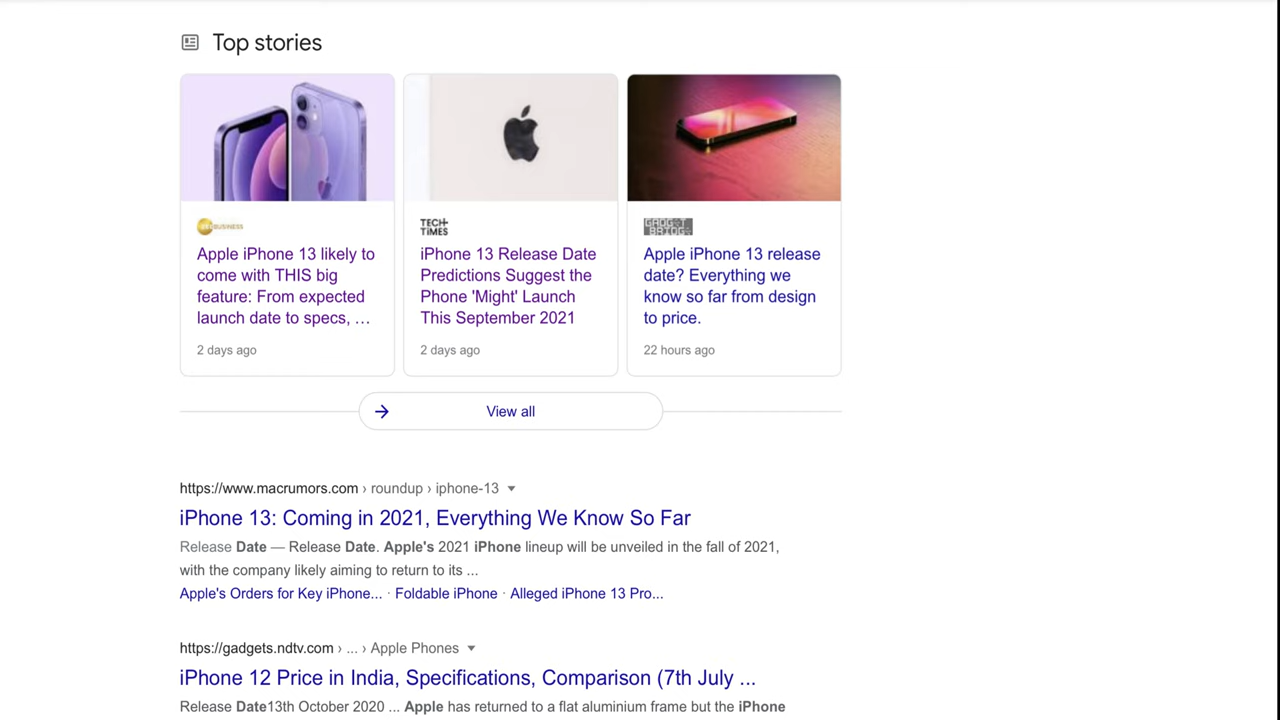 Top stories
BUSINESS
Apple iPhone 13 likely to
come with THIS big
feature: From expected
launch date to specs, ...
2 days ago
TECH
TIMES
iPhone 13 Release Date
Predictions Suggest the
Phone 'Might' Launch
This September 2021
2 days ago
GADGET
BRIDGE
Apple iPhone 13 release
date? Everything we
know so far from design
to price.
22 hours ago
View all
https://www.macrumors.com › roundup › iphone-13
iPhone 13: Coming in 2021, Everything We Know So Far
Release Date — Release Date. Apple's 2021 iPhone lineup will be unveiled in the fall of 2021,
with the company likely aiming to return to its ...
Apple's Orders for Key iPhone... · Foldable iPhone · Alleged iPhone 13 Pro...
https://gadgets.ndtv.com › ... › Apple Phones
iPhone 12 Price in India, Specifications, Comparison (7th July ...
Release Date13th October 2020 ... Apple has returned to a flat aluminium frame but the iPhone